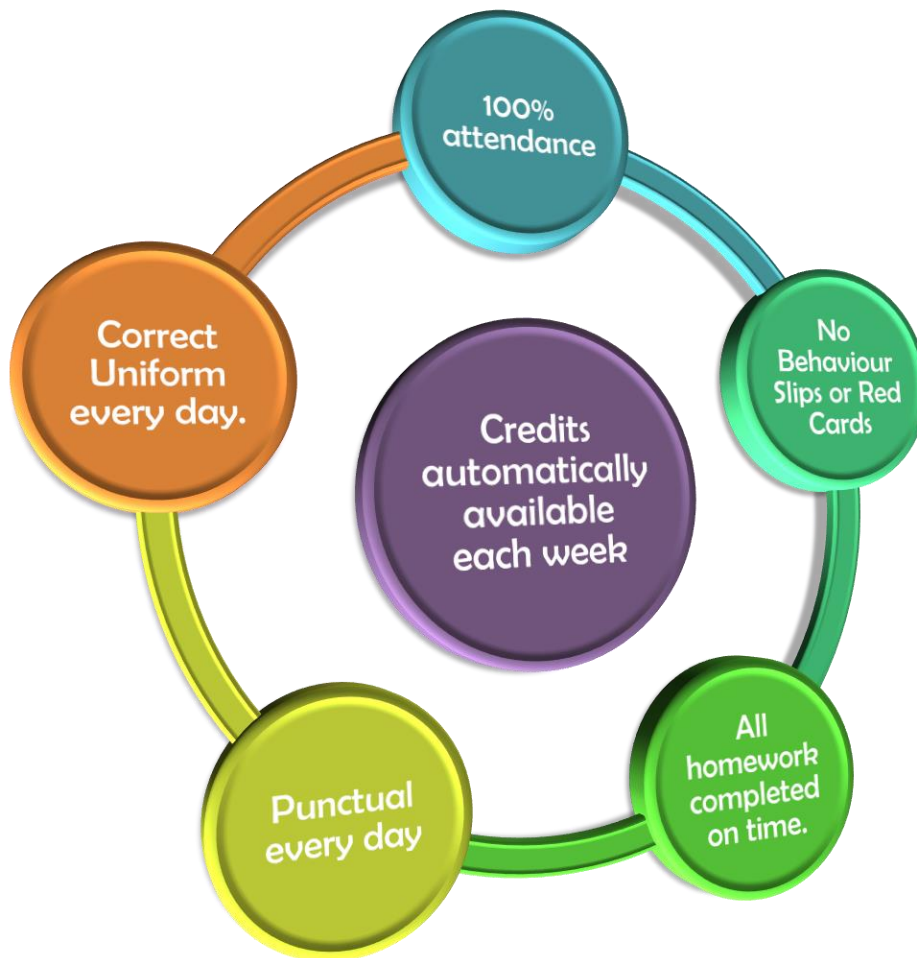 100%
attendance
No
Behaviour
Slips or Red
Cards
All
homework
completed
on time.
Punctual
every day
Correct
Uniform
every day.
Credits
automatically
available
each week